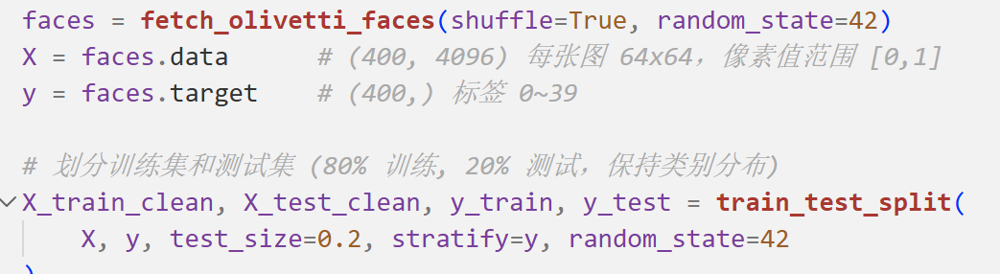 faces = fetch_olivetti_faces(shuffle=True, random_state=42)
X = faces.data      # (400, 4096) 每张图 64x64，像素值范围 [0,1]
y = faces.target    # (400,) 标签 0~39
# 划分训练集和测试集 (80% 训练, 20% 测试，保持类别分布)
X_train_clean, X_test_clean, y_train, y_test = train_test_split(
    X, y, test_size=0.2, stratify=y, random_state=42
)